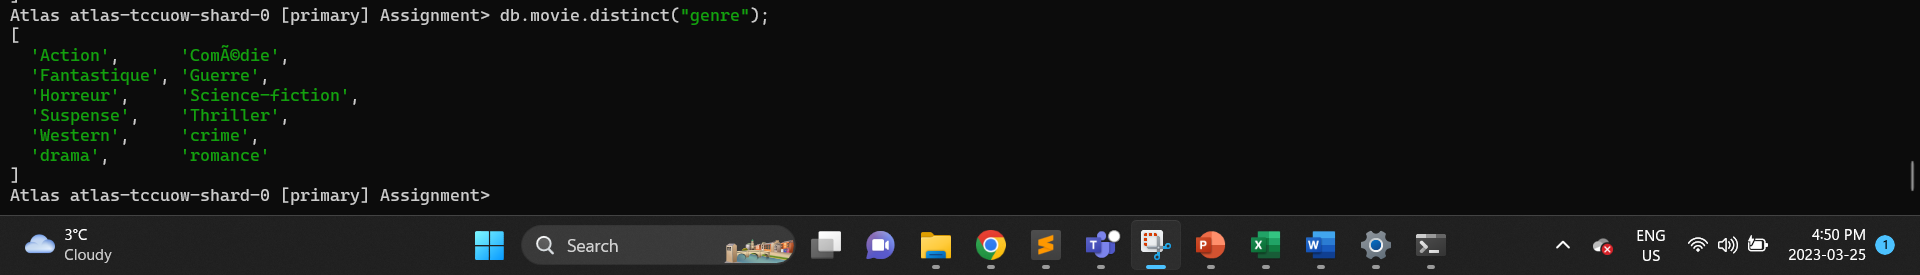 Atlas atlas-tccuow-shard-0 [primary] Assignment> db.movie.distinct("genre");
[
  'Action',      'ComÃ©die',
  'Fantastique', 'Guerre',
  'Horreur',     'Science-fiction',
  'Suspense',    'Thriller',
  'Western',     'crime',
  'drama',       'romance'
]
Atlas atlas-tccuow-shard-0 [primary] Assignment>
3°C
Cloudy
Search
ENG
US
4:50 PM
2023-03-25
1